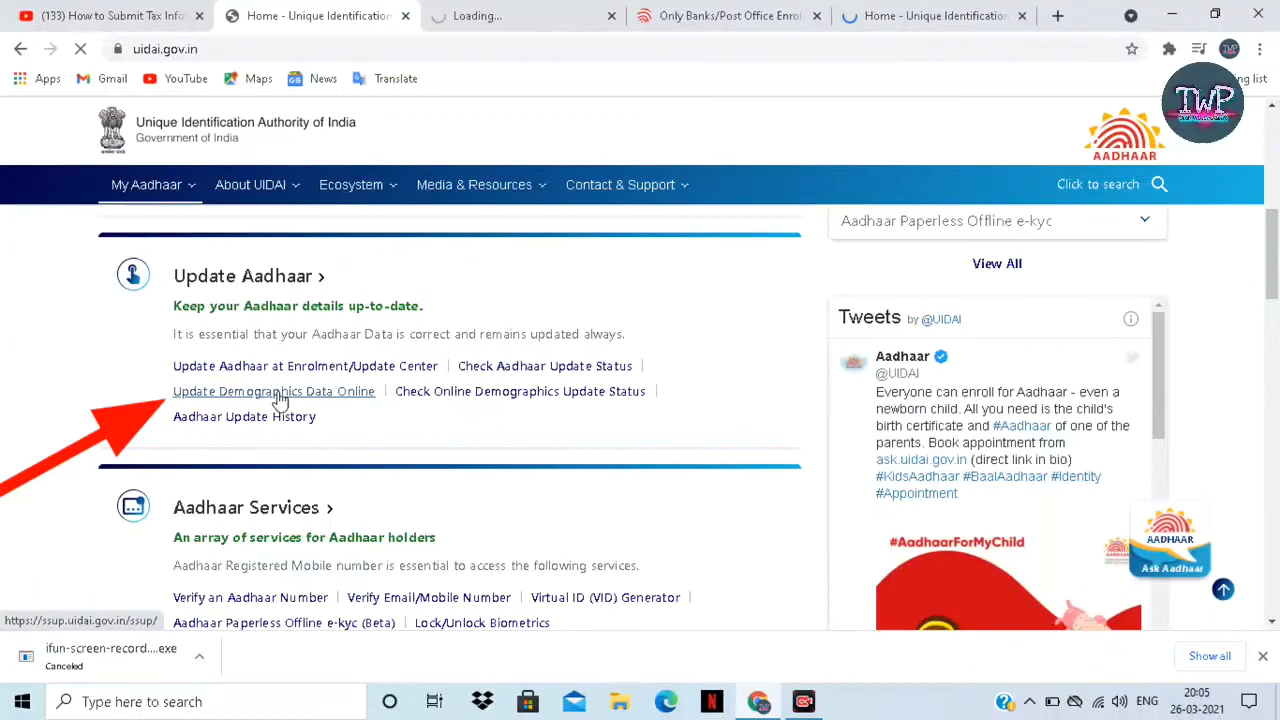 (133) How to Submit Tax Infor
Home - Unique Identification
Loading...
Only Banks/Post Office Enrol
Home - Unique Identification
uidai.gov.in
Apps
Gmail
YouTube
Maps
News
Translate
ng list
TWP
Unique Identification Authority of India
Government of India
AADHAAR
My Aadhaar
About UIDAI
Ecosystem
Media & Resources
Contact & Support
Click to search
Aadhaar Paperless Offline e-kyc
View All
Update Aadhaar
Keep your Aadhaar details up-to-date.
It is essential that your Aadhaar Data is correct and remains updated always.
Update Aadhaar at Enrolment/Update Center | Check Aadhaar Update Status |
Update Demographics Data Online | Check Online Demographics Update Status |
Aadhaar Update History
Tweets by @UIDAI
Aadhaar
@UIDAI
Everyone can enroll for Aadhaar - even a
newborn child. All you need is the child's
birth certificate and #Aadhaar of one of the
parents. Book appointment from
ask.uidai.gov.in (direct link in bio)
#KidsAadhaar #BaalAadhaar #Identity
#Appointment
#AadhaarForMyChild
AADHAAR
Ask Aadhaar
Aadhaar Services
An array of services for Aadhaar holders
Aadhaar Registered Mobile number is essential to access the following services.
Verify an Aadhaar Number | Verify Email/Mobile Number | Virtual ID (VID) Generator |
Aadhaar Paperless Offline e-kyc (Beta) | Lock/Unlock Biometrics
https://ssup.uidai.gov.in/ssup/
ifun-screen-record....exe
Canceled
Show all
Type here to search
ENG
20:05
26-03-2021